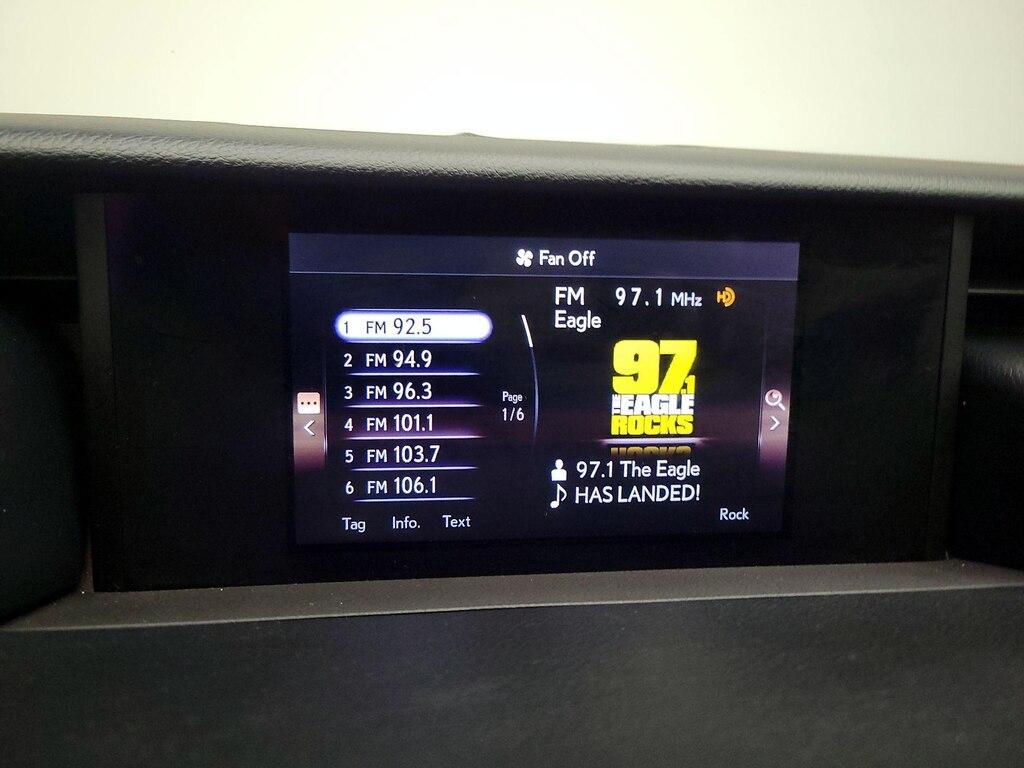 Fan Off
1 FM 92.5
2 FM 94.9
3 FM 96.3
4 FM 101.1
5 FM 103.7
6 FM 106.1
Page
1/6
Tag Info. Text
FM 97.1 MHz HD
Eagle
97.1
THE EAGLE
ROCKS
97.1 The Eagle
HAS LANDED!
Rock